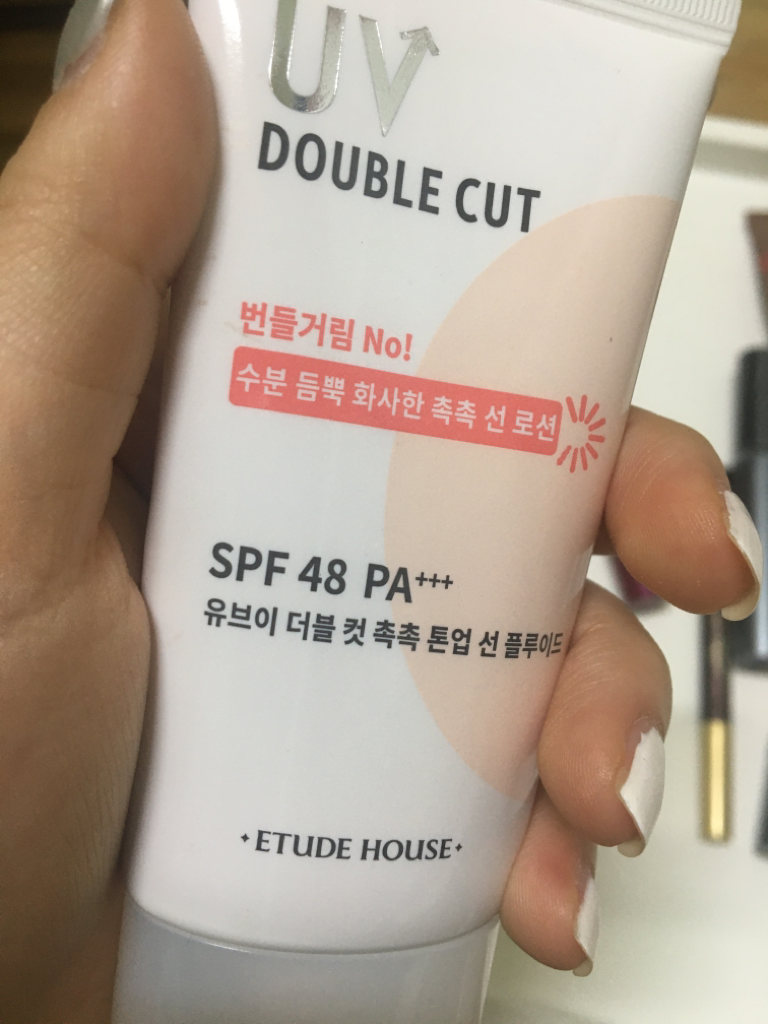 UV
DOUBLE CUT
번들거림 No!
수분 듬뿍 화사한 촉촉 선 로션
SPF 48 PA+++
유브이 더블 컷 촉촉 톤업 선 플루이드
ETUDE HOUSE